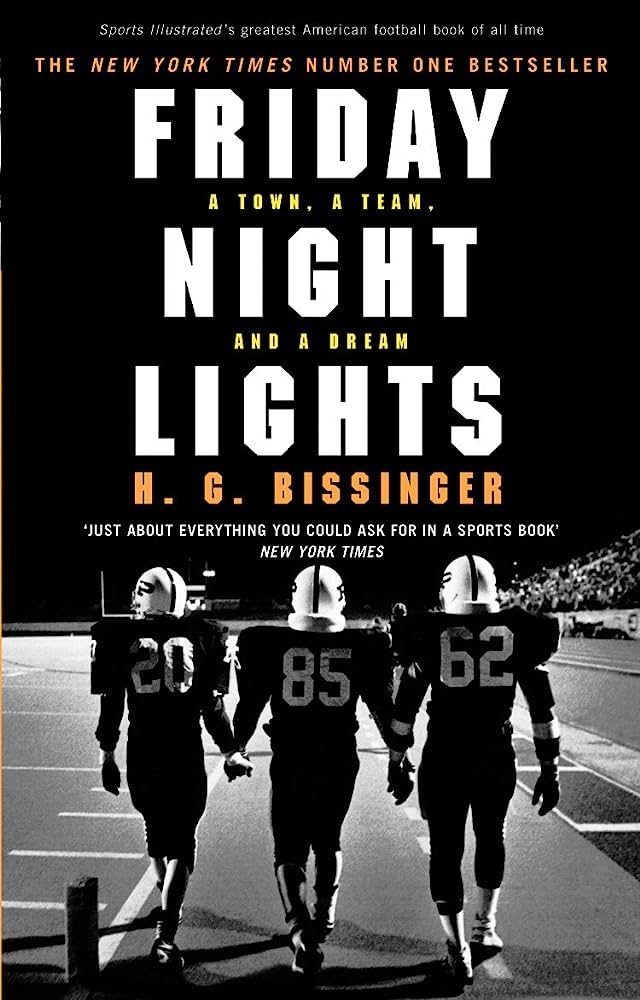 Sports Illustrated's greatest American football book of all time
THE NEW YORK TIMES NUMBER ONE BESTSELLER
FRIDAY
A TOWN, A TEAM,
NIGHT
AND A DREAM
LIGHTS
H. G. BISSINGER
‘JUST ABOUT EVERYTHING YOU COULD ASK FOR IN A SPORTS BOOK’
NEW YORK TIMES
20
85
62